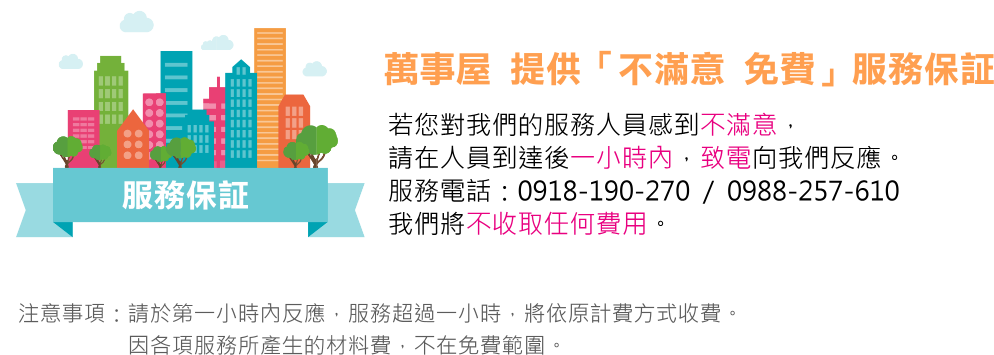 萬事屋 提供「不滿意 免費」服務保証
若您對我們的服務人員感到不滿意，
請在人員到達後一小時內，致電向我們反應。
服務電話：0918-190-270 / 0988-257-610
我們將不收取任何費用。
服務保証
注意事項：請於第一小時內反應，服務超過一小時，將依原計費方式收費。
因各項服務所產生的材料費，不在免費範圍。